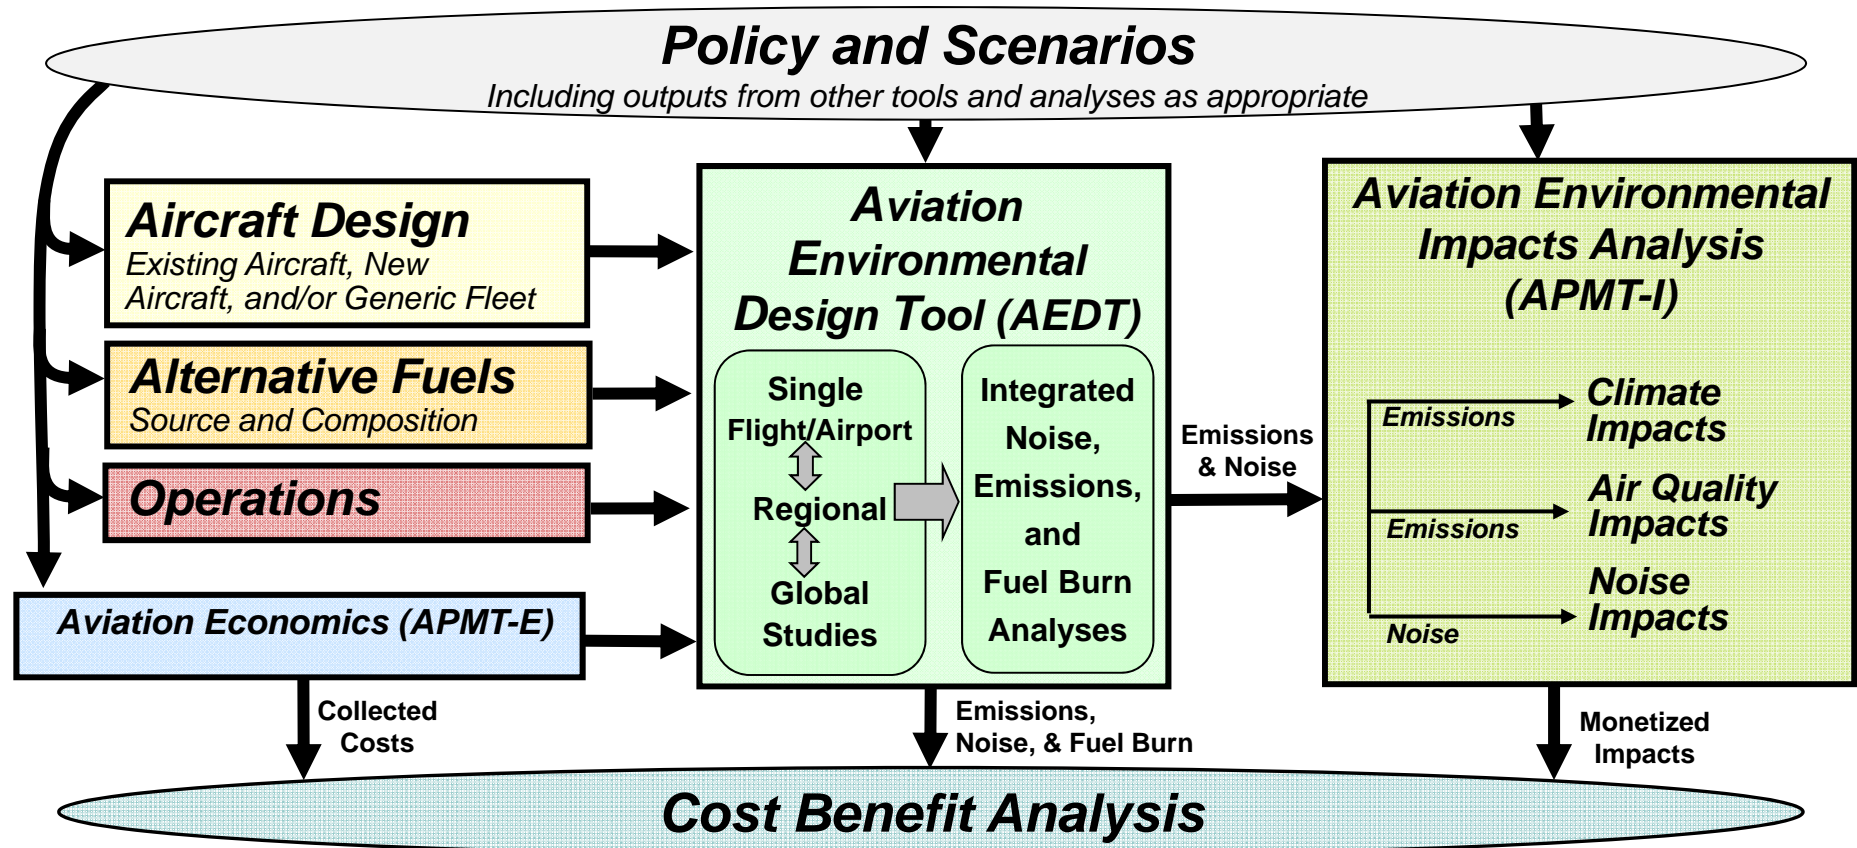 Policy and Scenarios
Including outputs from other tools and analyses as appropriate
Aircraft Design
Existing Aircraft, New
Aircraft, and/or Generic Fleet
Alternative Fuels
Source and Composition
Operations
Aviation Economics (APMT-E)
Aviation
Environmental
Design Tool (AEDT)
Single
Flight/Airport
Regional
Global
Studies
Integrated
Noise,
Emissions,
and
Fuel Burn
Analyses
Emissions
& Noise
Aviation Environmental
Impacts Analysis
(APMT-I)
Emissions
Climate
Impacts
Emissions
Air Quality
Impacts
Noise
Noise
Impacts
Collected
Costs
Emissions,
Noise, & Fuel Burn
Monetized
Impacts
Cost Benefit Analysis